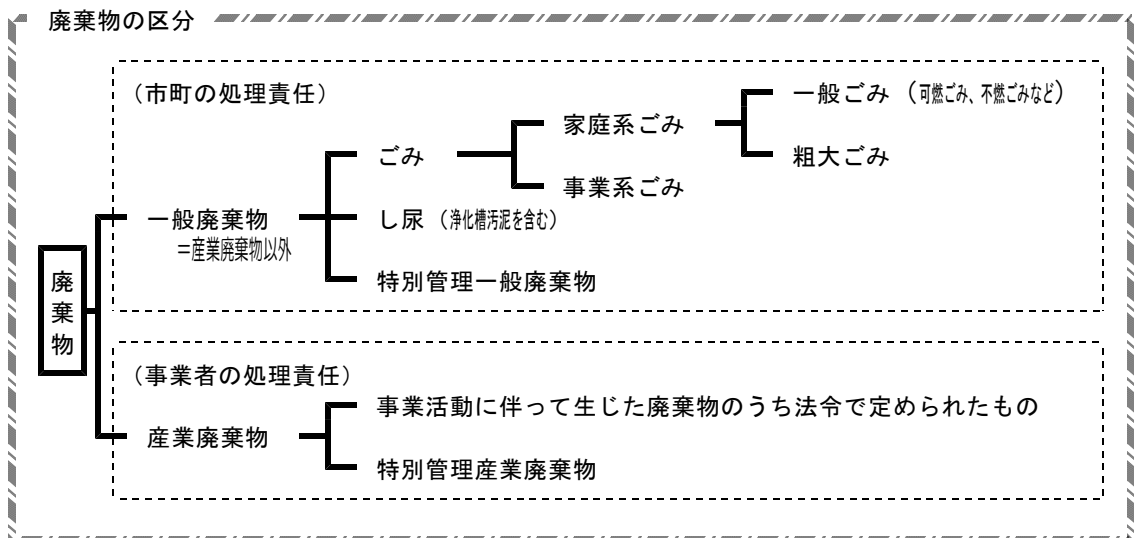 廃棄物の区分
（市町の処理責任）
一般ごみ（可燃ごみ、不燃ごみなど）
家庭系ごみ
ごみ
粗大ごみ
事業系ごみ
一般廃棄物
＝産業廃棄物以外
し尿（浄化槽汚泥を含む）
特別管理一般廃棄物
廃棄物
（事業者の処理責任）
事業活動に伴って生じた廃棄物のうち法令で定められたもの
産業廃棄物
特別管理産業廃棄物